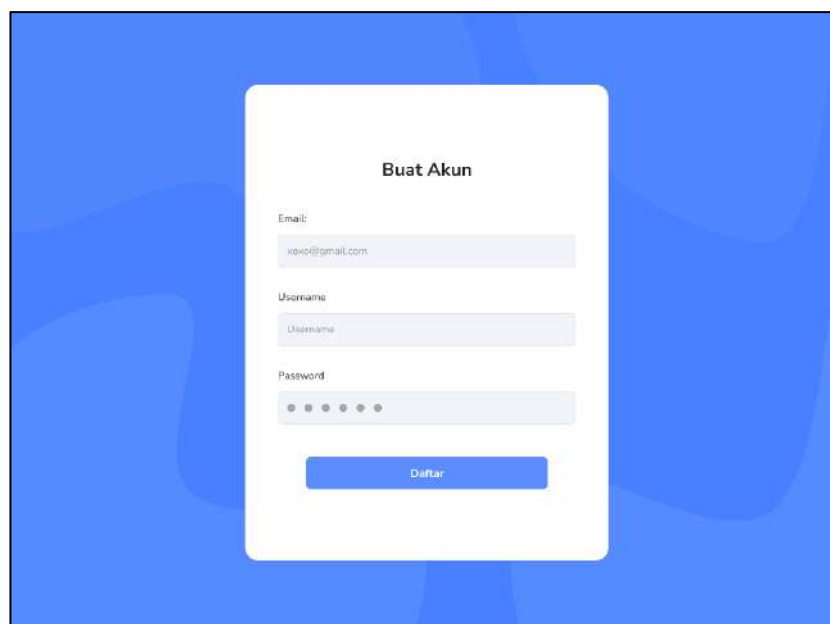 Buat Akun
Email:
xoxo@gmail.com
Username
Username
Password
Daftar